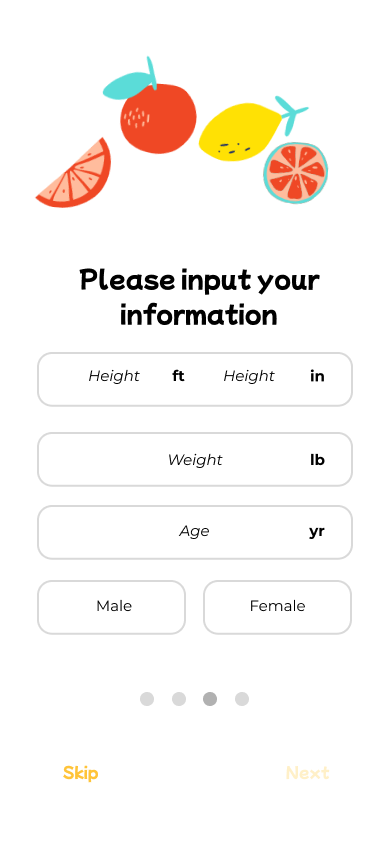 Please input your
information
Height ft Height in
Weight lb
Age yr
Male Female
Skip Next